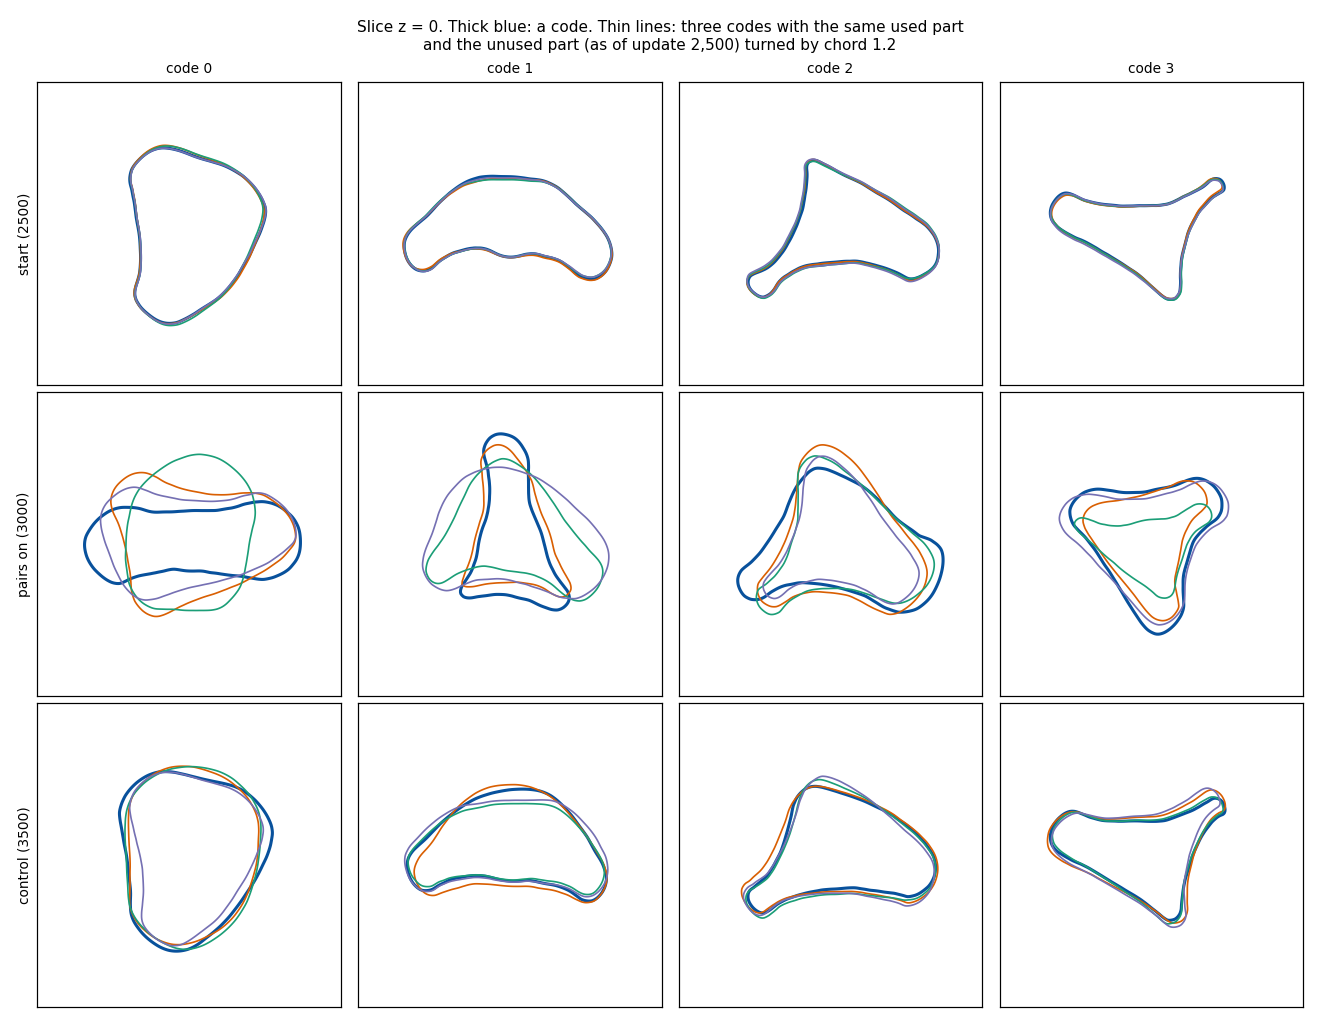 Slice z = 0. Thick blue: a code. Thin lines: three codes with the same used part
and the unused part (as of update 2,500) turned by chord 1.2
code 0
code 1
code 2
code 3
start (2500)
pairs on (3000)
control (3500)